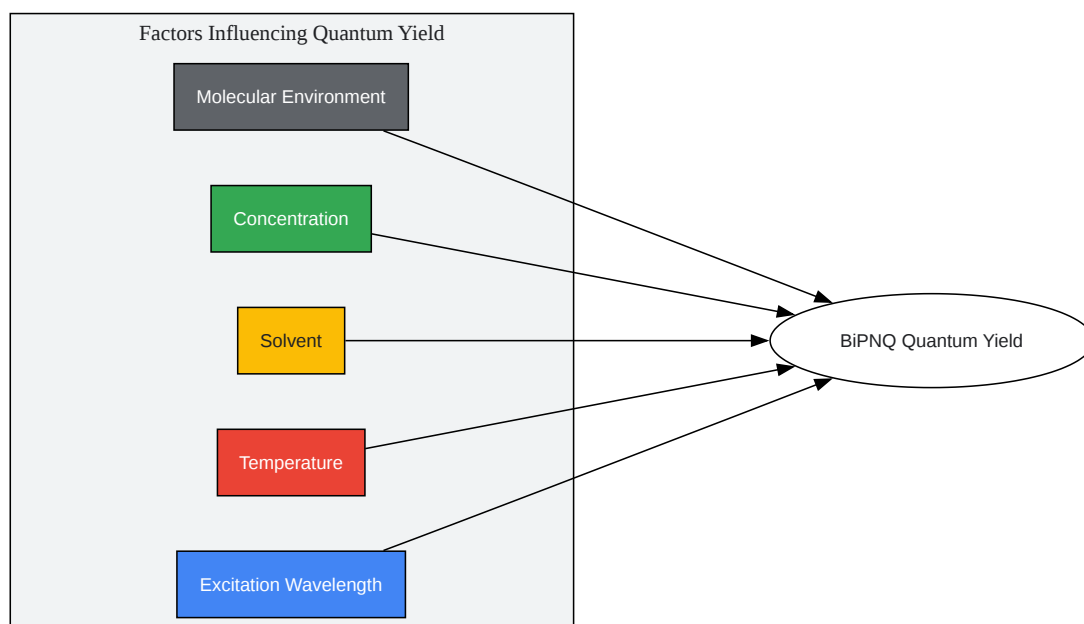 Factors Influencing Quantum Yield
Molecular Environment
Concentration
Solvent
BiPNQ Quantum Yield
Temperature
Excitation Wavelength